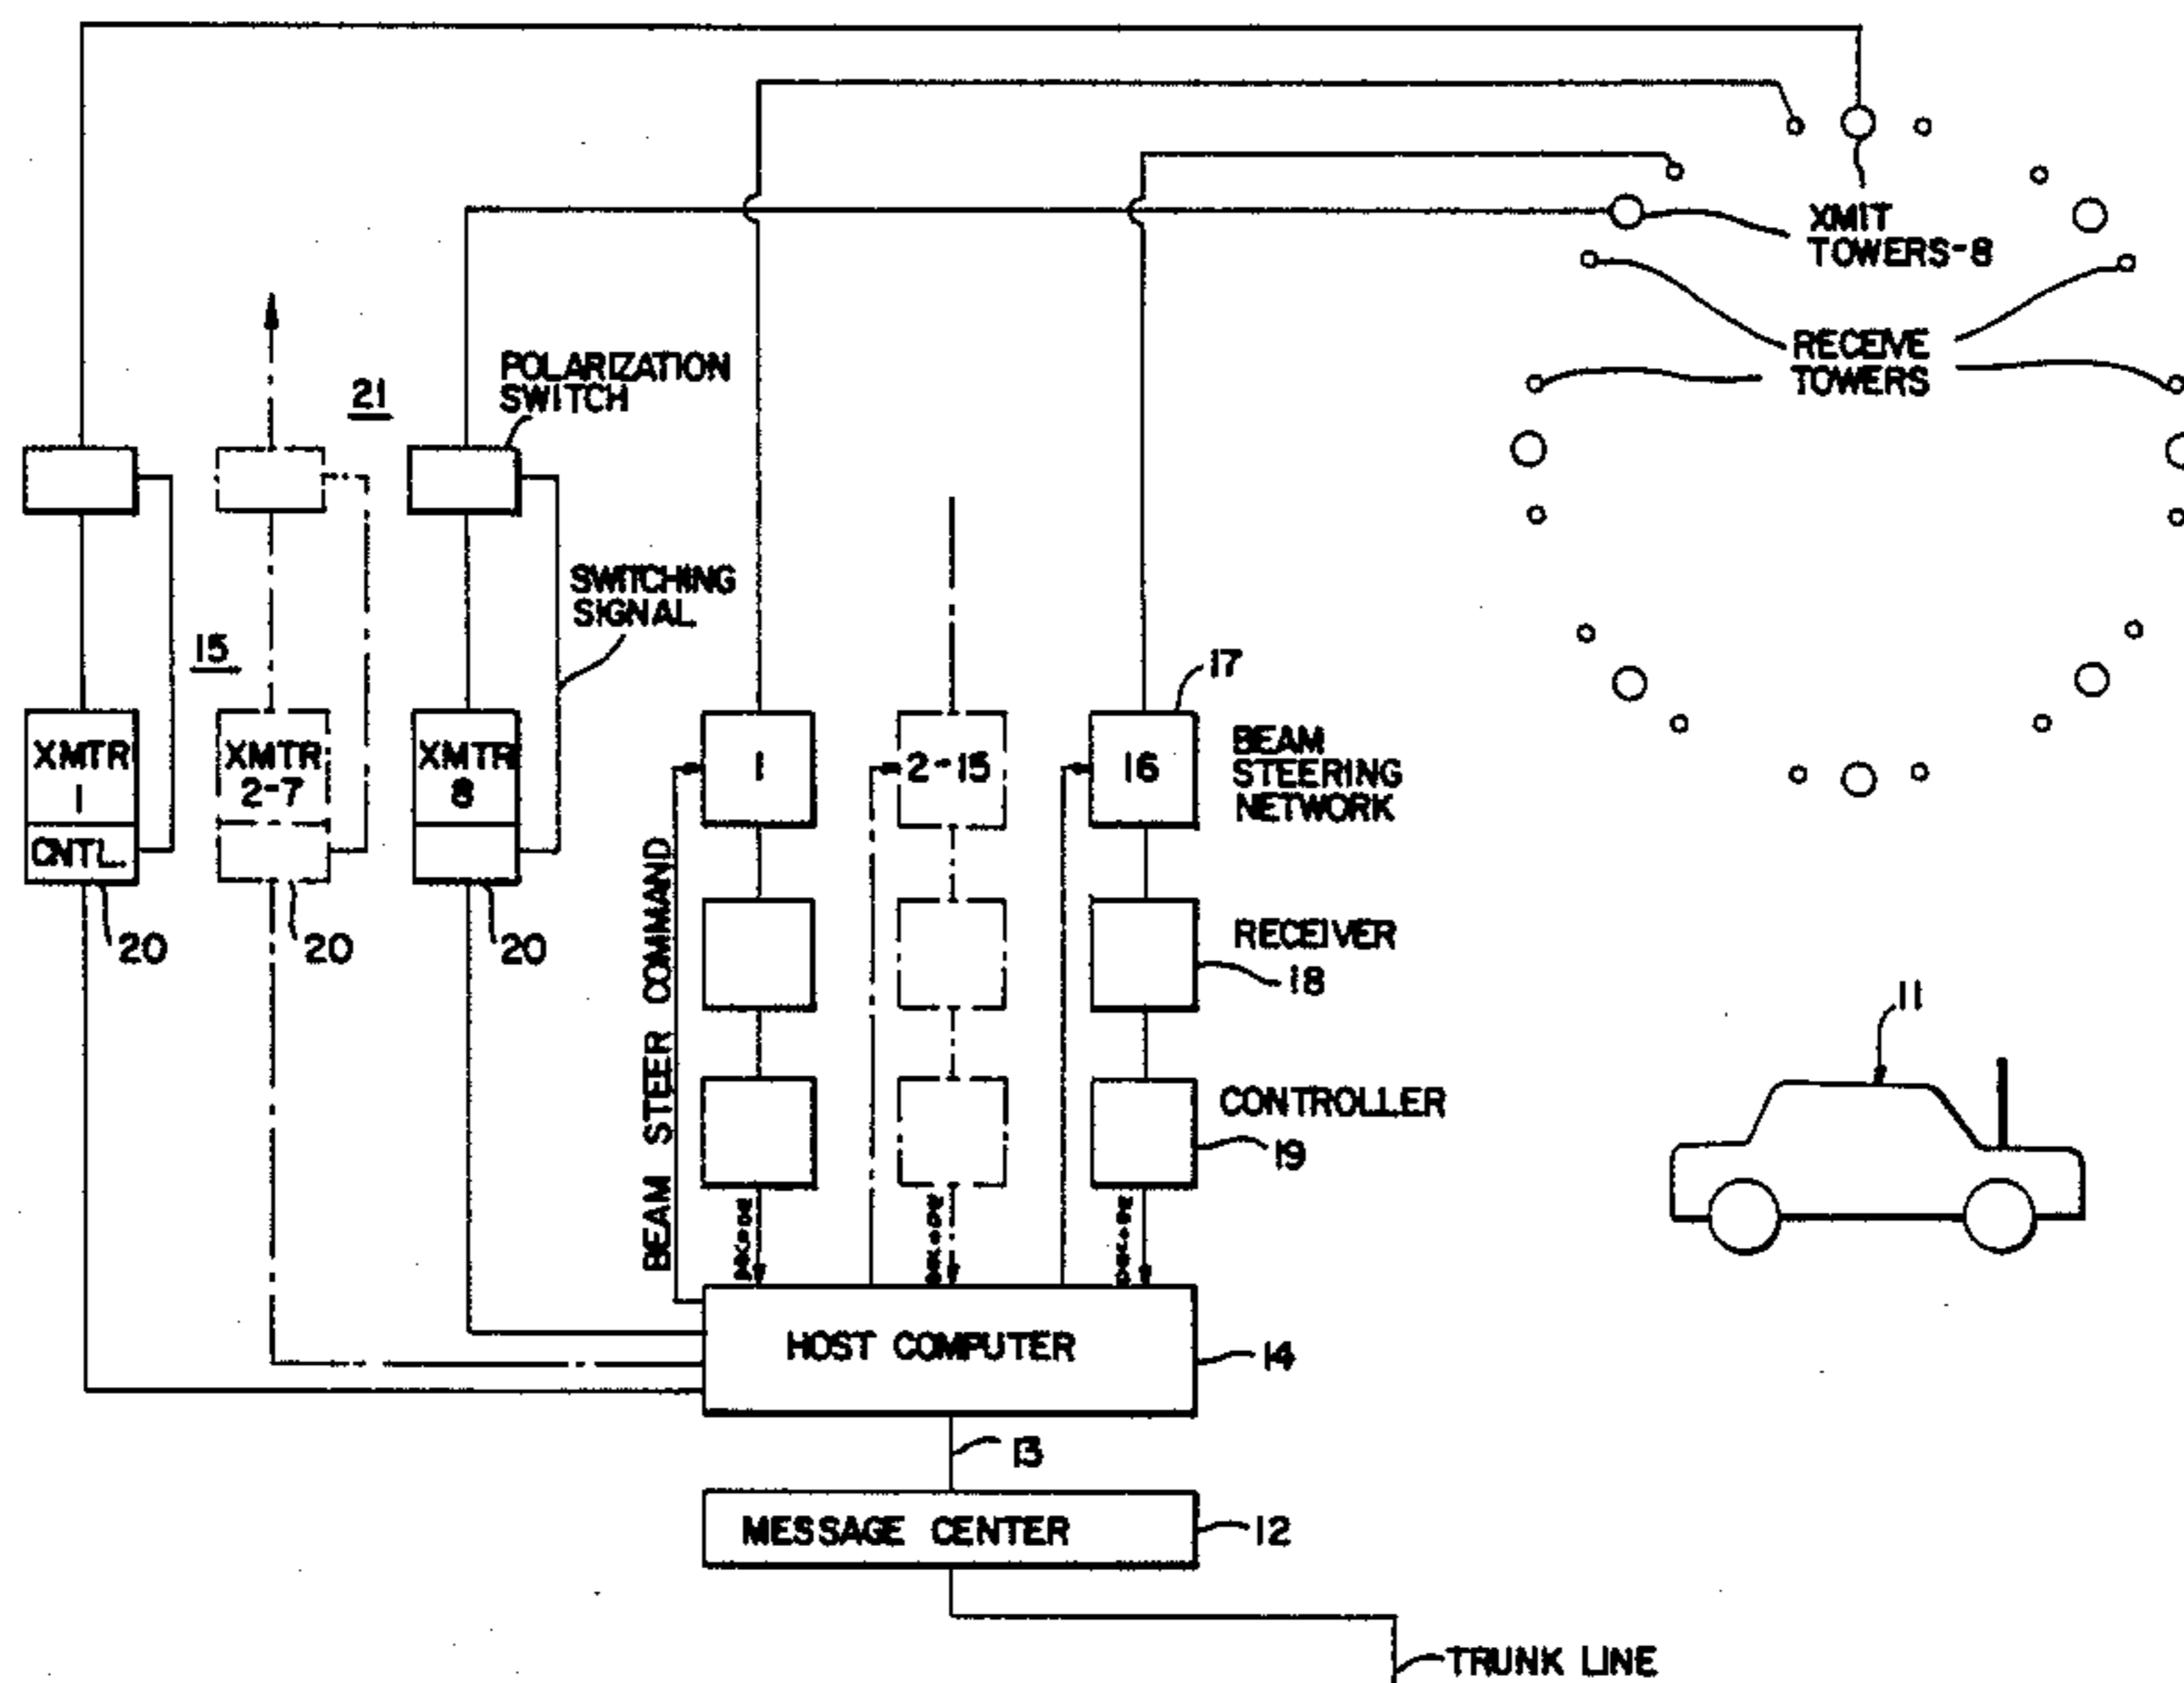 XMIT
TOWERS-8
RECEIVE
TOWERS
POLARIZATION
SWITCH
21
SWITCHING
SIGNAL
15
17
XMTR
1
CNTL
XMTR
2-7
XMTR
8
1
2-15
16
BEAM
STEERING
NETWORK
20
20
20
BEAM STEER COMMAND
RECEIVER
18
11
CONTROLLER
19
HOST COMPUTER
14
13
MESSAGE CENTER
12
TRUNK LINE